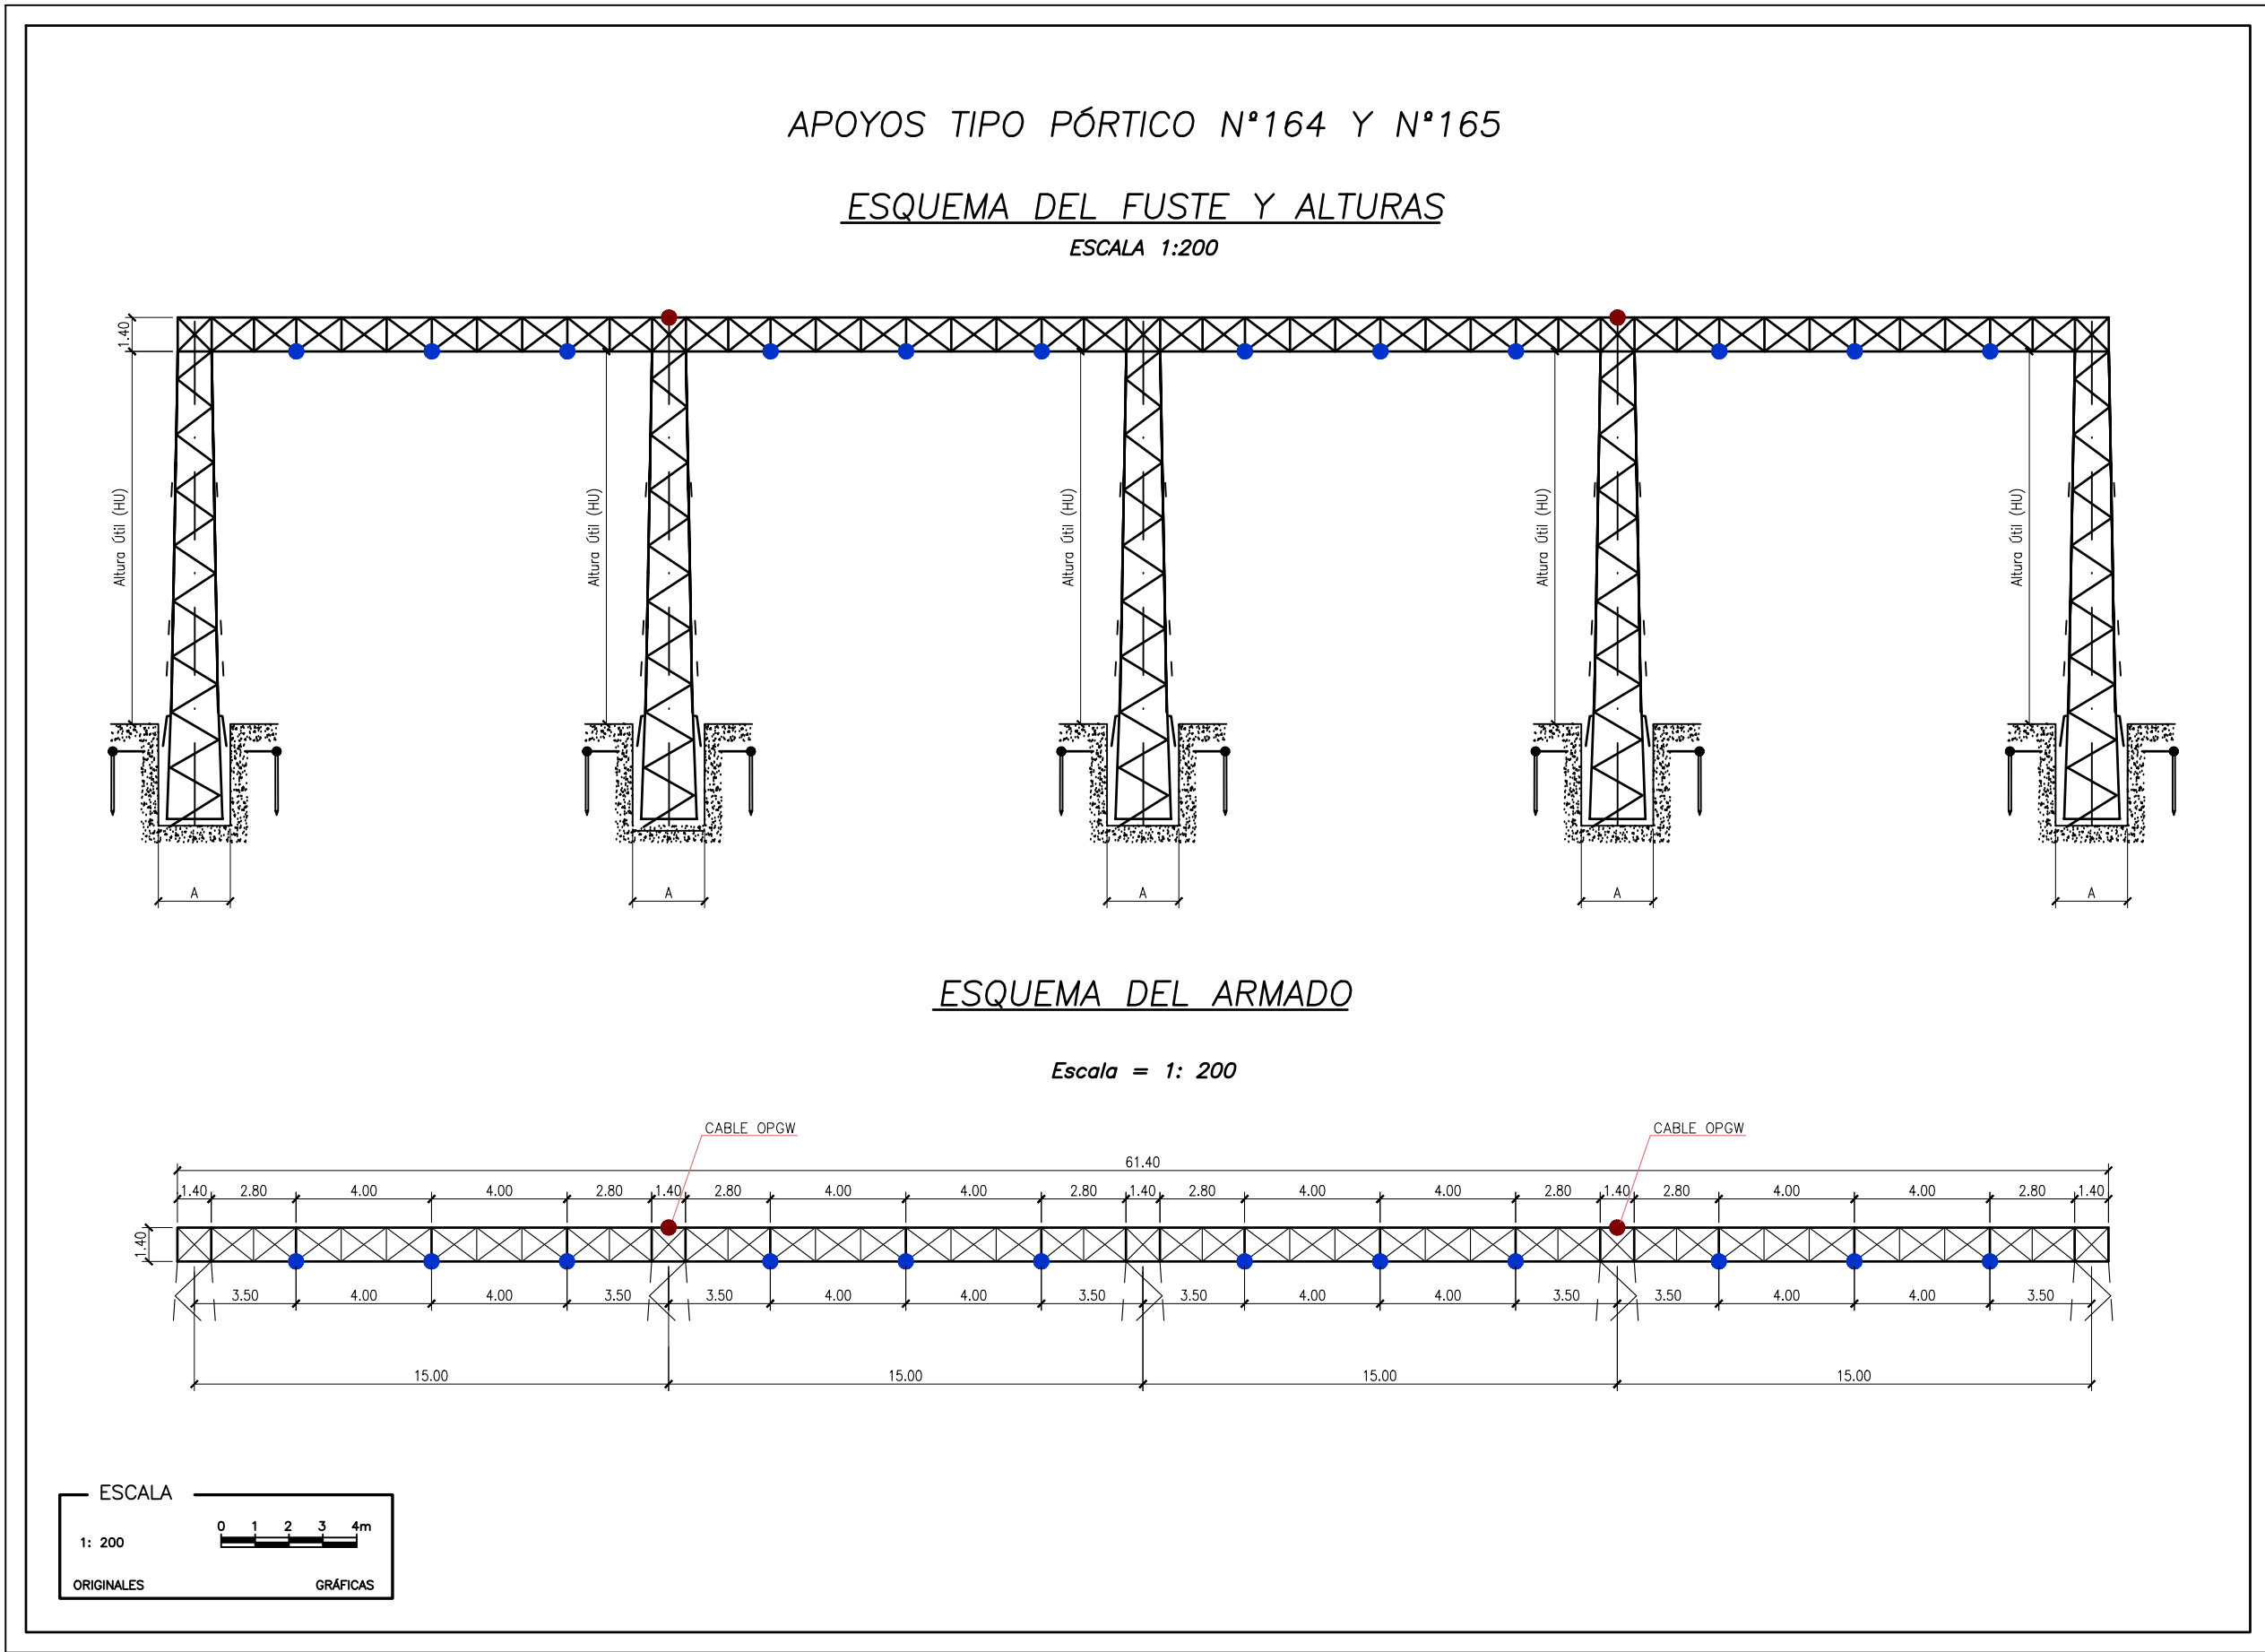 APOYOS TIPO PÓRTICO Nº164 Y Nº165
ESQUEMA DEL FUSTE Y ALTURAS
ESCALA 1:200
1.40
Altura Útil (HU) Altura Útil (HU) Altura Útil (HU) Altura Útil (HU) Altura Útil (HU)
A A A A A
ESQUEMA DEL ARMADO
Escala = 1: 200
CABLE OPGW CABLE OPGW
61.40
1.40 2.80 4.00 4.00 2.80 1.40 2.80 4.00 4.00 2.80 1.40 2.80 4.00 4.00 2.80 1.40 2.80 4.00 4.00 2.80 1.40
1.40
3.50 4.00 4.00 3.50 3.50 4.00 4.00 3.50 3.50 4.00 4.00 3.50 3.50 4.00 4.00 3.50
15.00 15.00 15.00 15.00
ESCALA
0 1 2 3 4m
1: 200
ORIGINALES GRÁFICAS